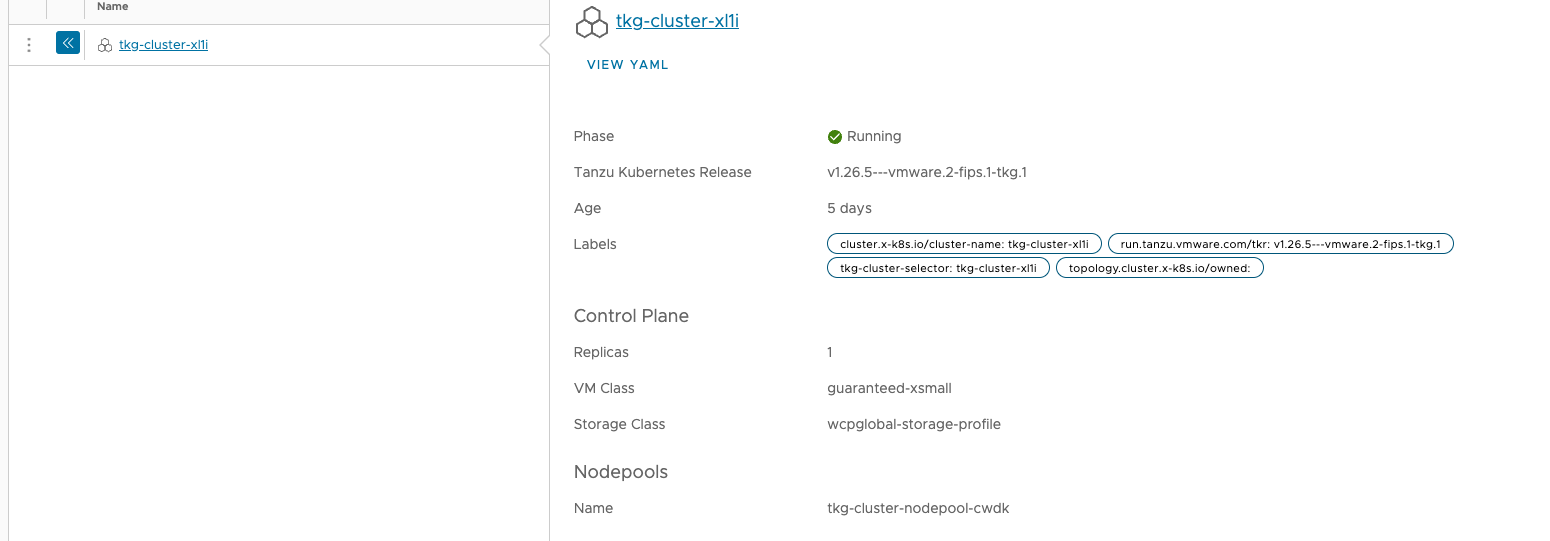 Name
tkg-cluster-xl1i
tkg-cluster-xl1i
VIEW YAML
Phase Running
Tanzu Kubernetes Release v1.26.5---vmware.2-fips.1-tkg.1
Age 5 days
Labels cluster.x-k8s.io/cluster-name: tkg-cluster-xl1i run.tanzu.vmware.com/tkr: v1.26.5---vmware.2-fips.1-tkg.1
tkg-cluster-selector: tkg-cluster-xl1i topology.cluster.x-k8s.io/owned:
Control Plane
Replicas 1
VM Class guaranteed-xsmall
Storage Class wcpglobal-storage-profile
Nodepools
Name tkg-cluster-nodepool-cwdk